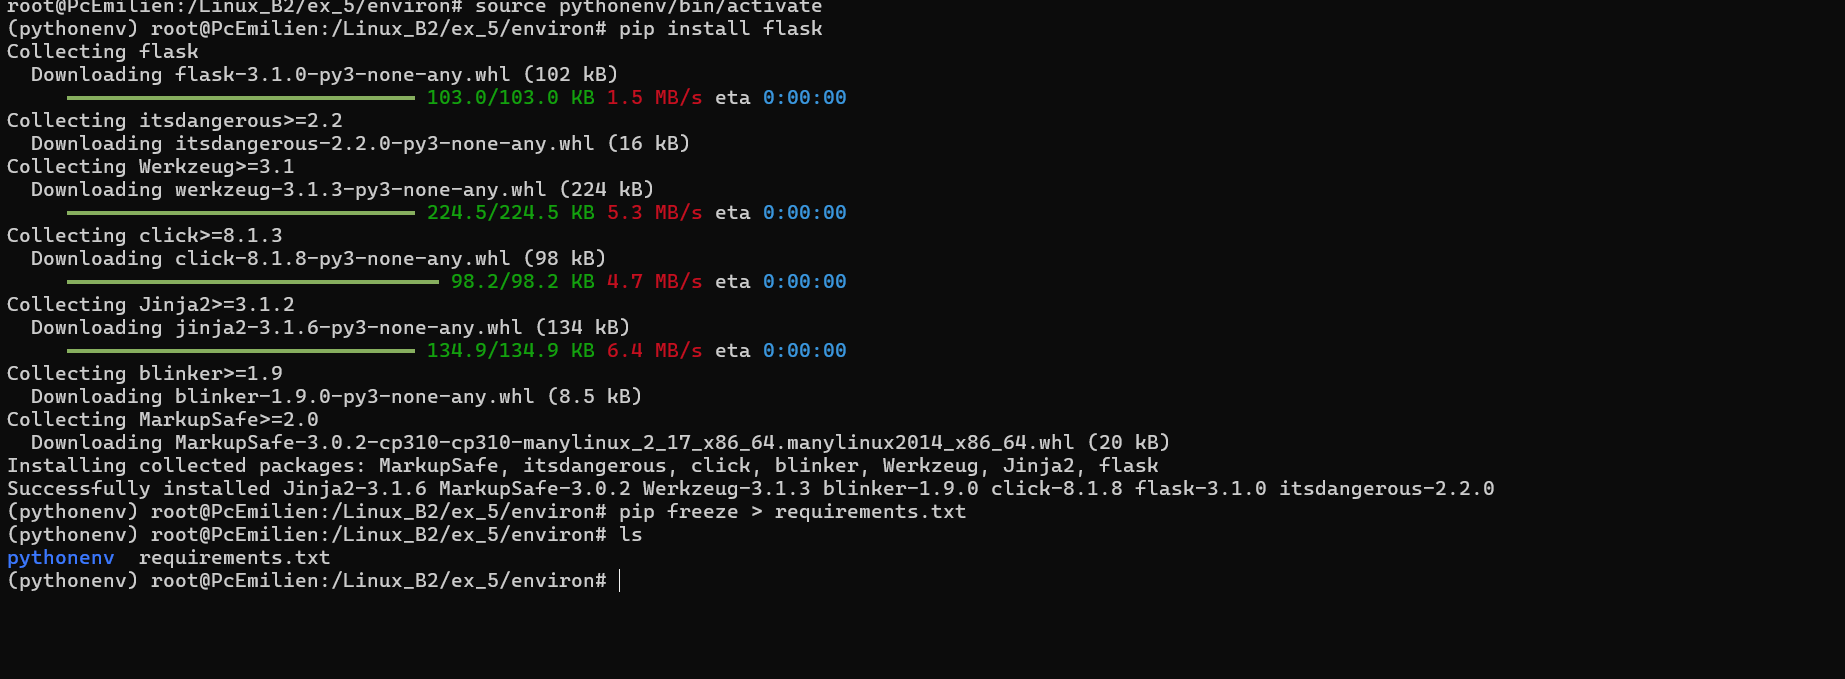 root@PcEmilien:/Linux_B2/ex_5/environ# source pythonenv/bin/activate
(pythonenv) root@PcEmilien:/Linux_B2/ex_5/environ# pip install flask
Collecting flask
  Downloading flask-3.1.0-py3-none-any.whl (102 kB)
     ━━━━━━━━━━━━━━━━━━━━━━━━━━━━━ 103.0/103.0 KB 1.5 MB/s eta 0:00:00
Collecting itsdangerous>=2.2
  Downloading itsdangerous-2.2.0-py3-none-any.whl (16 kB)
Collecting Werkzeug>=3.1
  Downloading werkzeug-3.1.3-py3-none-any.whl (224 kB)
     ━━━━━━━━━━━━━━━━━━━━━━━━━━━━━ 224.5/224.5 KB 5.3 MB/s eta 0:00:00
Collecting click>=8.1.3
  Downloading click-8.1.8-py3-none-any.whl (98 kB)
     ━━━━━━━━━━━━━━━━━━━━━━━━━━━━━━━ 98.2/98.2 KB 4.7 MB/s eta 0:00:00
Collecting Jinja2>=3.1.2
  Downloading jinja2-3.1.6-py3-none-any.whl (134 kB)
     ━━━━━━━━━━━━━━━━━━━━━━━━━━━━━ 134.9/134.9 KB 6.4 MB/s eta 0:00:00
Collecting blinker>=1.9
  Downloading blinker-1.9.0-py3-none-any.whl (8.5 kB)
Collecting MarkupSafe>=2.0
  Downloading MarkupSafe-3.0.2-cp310-cp310-manylinux_2_17_x86_64.manylinux2014_x86_64.whl (20 kB)
Installing collected packages: MarkupSafe, itsdangerous, click, blinker, Werkzeug, Jinja2, flask
Successfully installed Jinja2-3.1.6 MarkupSafe-3.0.2 Werkzeug-3.1.3 blinker-1.9.0 click-8.1.8 flask-3.1.0 itsdangerous-2.2.0
(pythonenv) root@PcEmilien:/Linux_B2/ex_5/environ# pip freeze > requirements.txt
(pythonenv) root@PcEmilien:/Linux_B2/ex_5/environ# ls
pythonenv  requirements.txt
(pythonenv) root@PcEmilien:/Linux_B2/ex_5/environ#